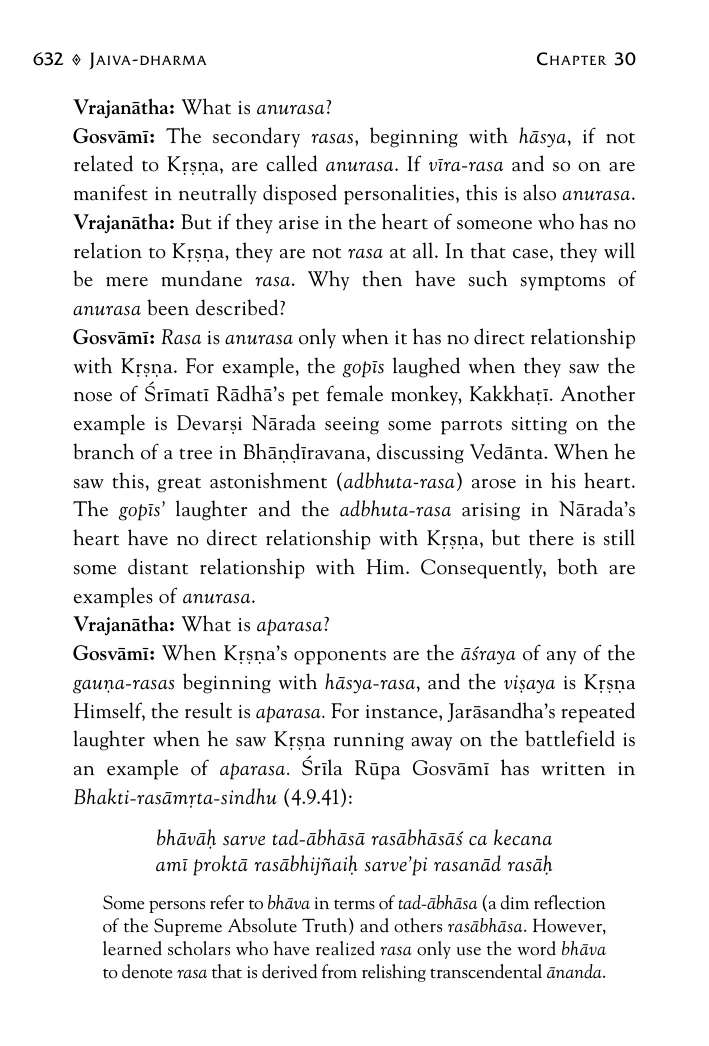 632 ◈ Jaiva-dharma Chapter 30
Vrajanātha: What is anurasa?
Gosvāmī: The secondary rasas, beginning with hāsya, if not
related to Kṛṣṇa, are called anurasa. If vīra-rasa and so on are
manifest in neutrally disposed personalities, this is also anurasa.
Vrajanātha: But if they arise in the heart of someone who has no
relation to Kṛṣṇa, they are not rasa at all. In that case, they will
be mere mundane rasa. Why then have such symptoms of
anurasa been described?
Gosvāmī: Rasa is anurasa only when it has no direct relationship
with Kṛṣṇa. For example, the gopīs laughed when they saw the
nose of Śrīmatī Rādhā's pet female monkey, Kakkhaṭī. Another
example is Devarṣi Nārada seeing some parrots sitting on the
branch of a tree in Bhāṇḍīravana, discussing Vedānta. When he
saw this, great astonishment (adbhuta-rasa) arose in his heart.
The gopīs' laughter and the adbhuta-rasa arising in Nārada's
heart have no direct relationship with Kṛṣṇa, but there is still
some distant relationship with Him. Consequently, both are
examples of anurasa.
Vrajanātha: What is aparasa?
Gosvāmī: When Kṛṣṇa's opponents are the āśraya of any of the
gauṇa-rasas beginning with hāsya-rasa, and the viṣaya is Kṛṣṇa
Himself, the result is aparasa. For instance, Jarāsandha's repeated
laughter when he saw Kṛṣṇa running away on the battlefield is
an example of aparasa. Śrīla Rūpa Gosvāmī has written in
Bhakti-rasāmṛta-sindhu (4.9.41):
bhāvāḥ sarve tad-ābhāsā rasābhāsāś ca kecana
amī proktā rasābhijñaiḥ sarve'pi rasanād rasāḥ
Some persons refer to bhāva in terms of tad-ābhāsa (a dim reflection
of the Supreme Absolute Truth) and others rasābhāsa. However,
learned scholars who have realized rasa only use the word bhāva
to denote rasa that is derived from relishing transcendental ānanda.